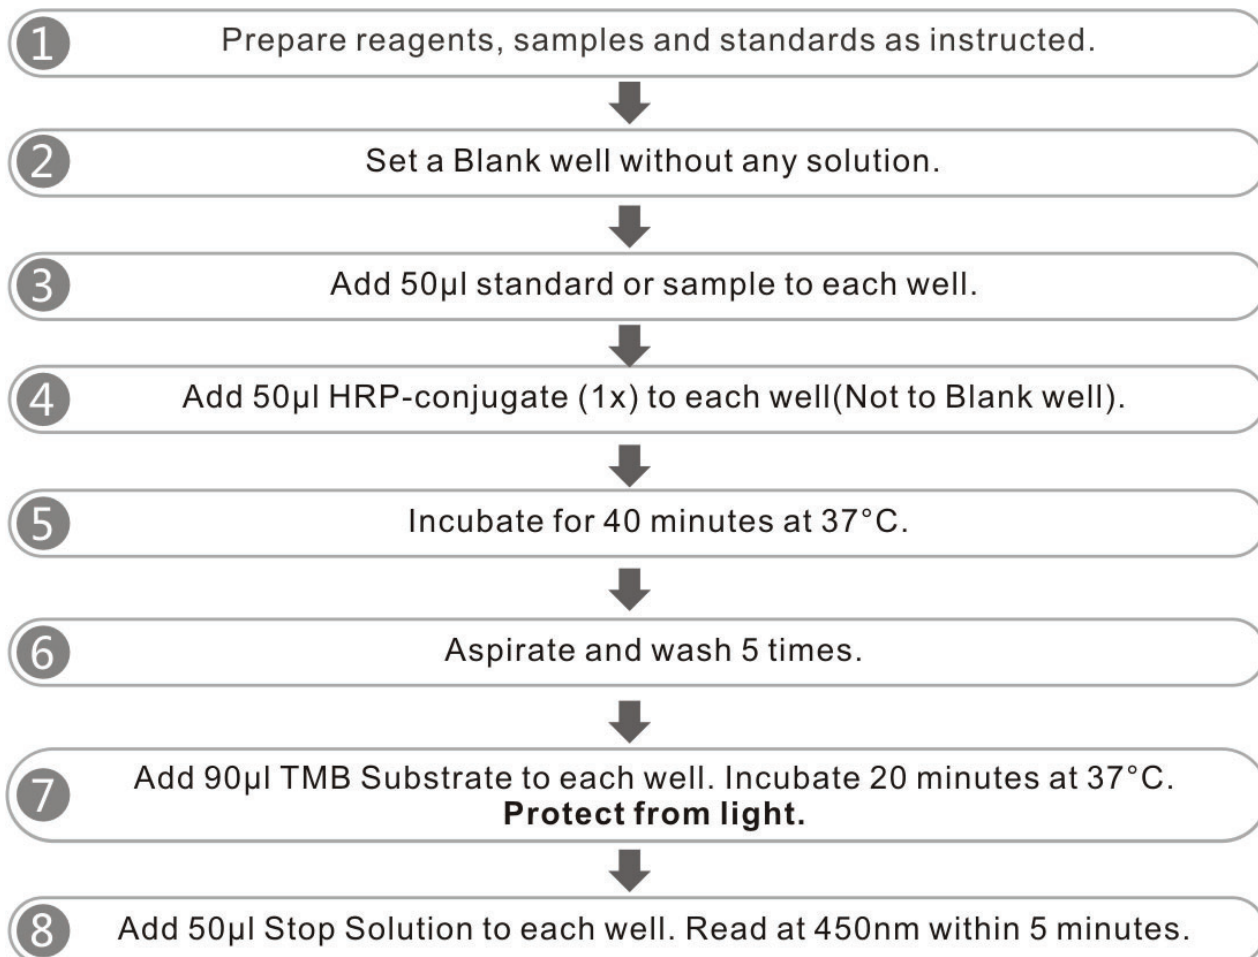 1 Prepare reagents, samples and standards as instructed.
2 Set a Blank well without any solution.
3 Add 50μl standard or sample to each well.
4 Add 50μl HRP-conjugate (1x) to each well(Not to Blank well).
5 Incubate for 40 minutes at 37°C.
6 Aspirate and wash 5 times.
7 Add 90μl TMB Substrate to each well. Incubate 20 minutes at 37°C.
Protect from light.
8 Add 50μl Stop Solution to each well. Read at 450nm within 5 minutes.